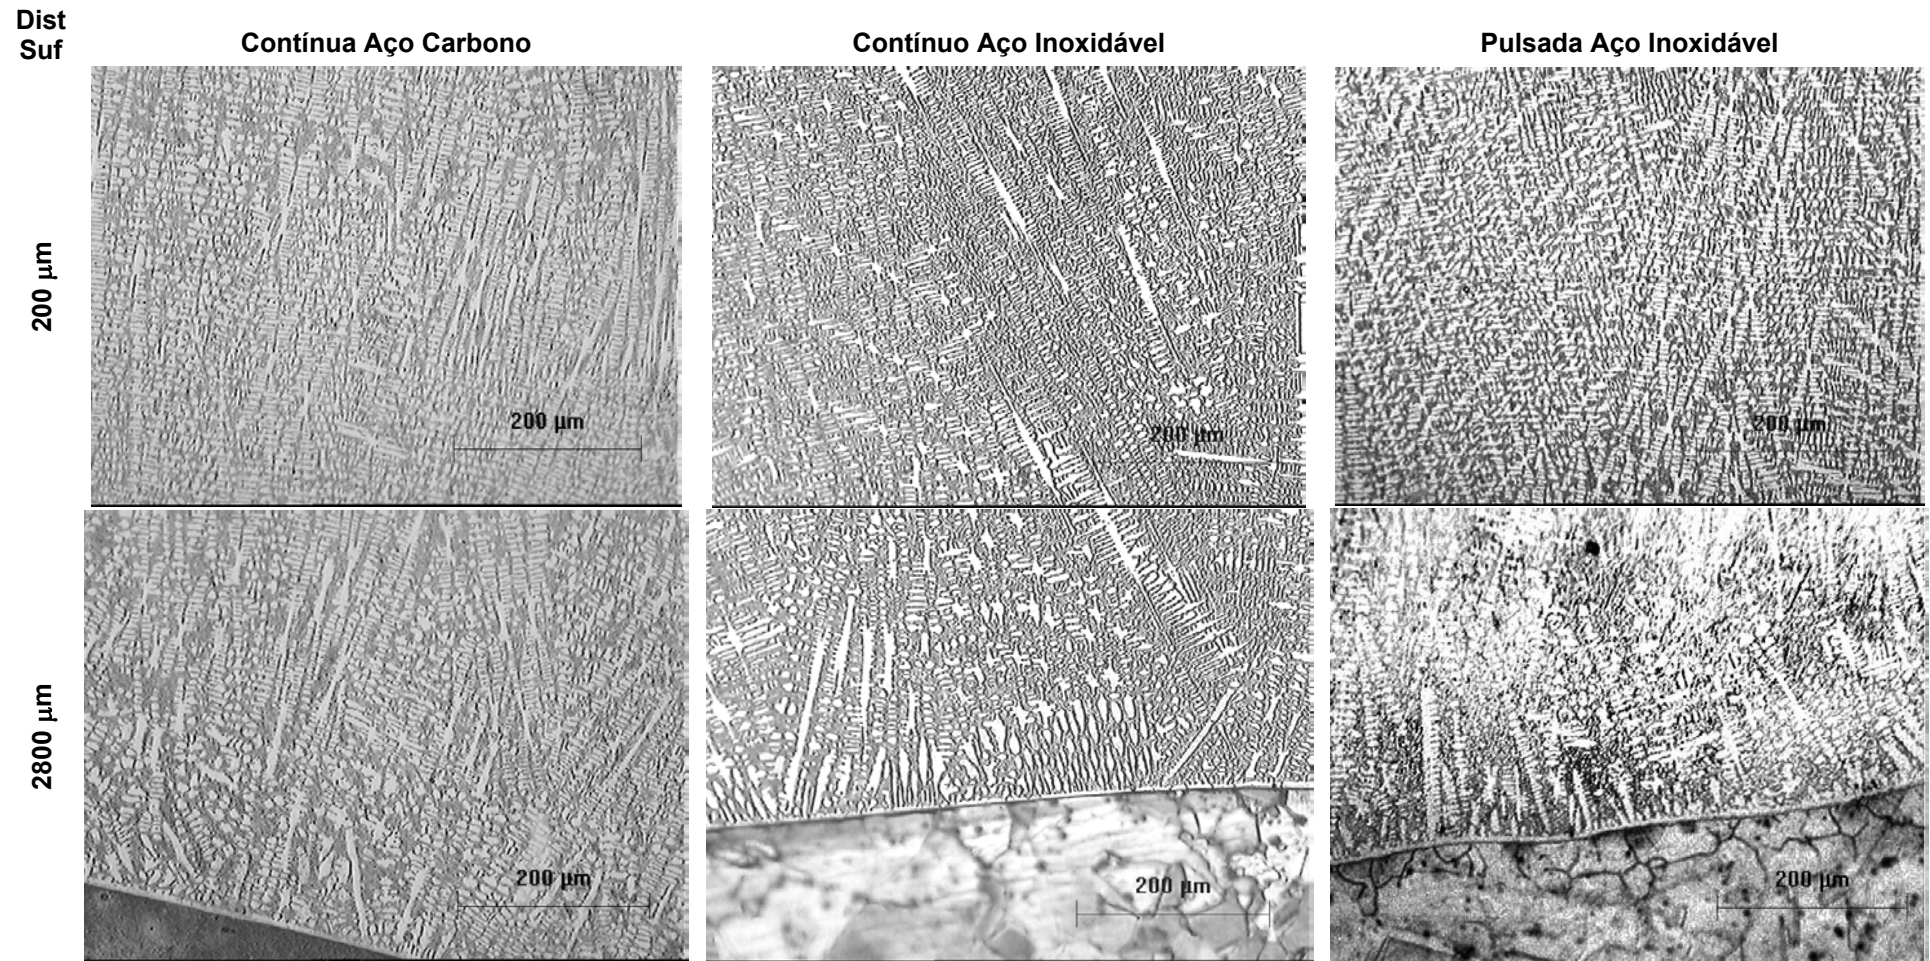 Dist
Suf
Contínua Aço Carbono
Contínuo Aço Inoxidável
Pulsada Aço Inoxidável
200 µm
200 µm
200 µm
200 µm
2800 µm
200 µm
200 µm
200 µm